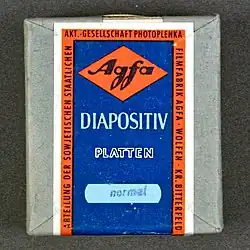 AKT.-GESELLSCHAFT PHOTOPLENKA
ABTEILUNG DER SOWJETISCHEN STAATLICHEN
FILMFABRIK AGFA - WOLFEN - KR. BITTERFELD
Agfa
DIAPOSITIV
PLATTEN
normal